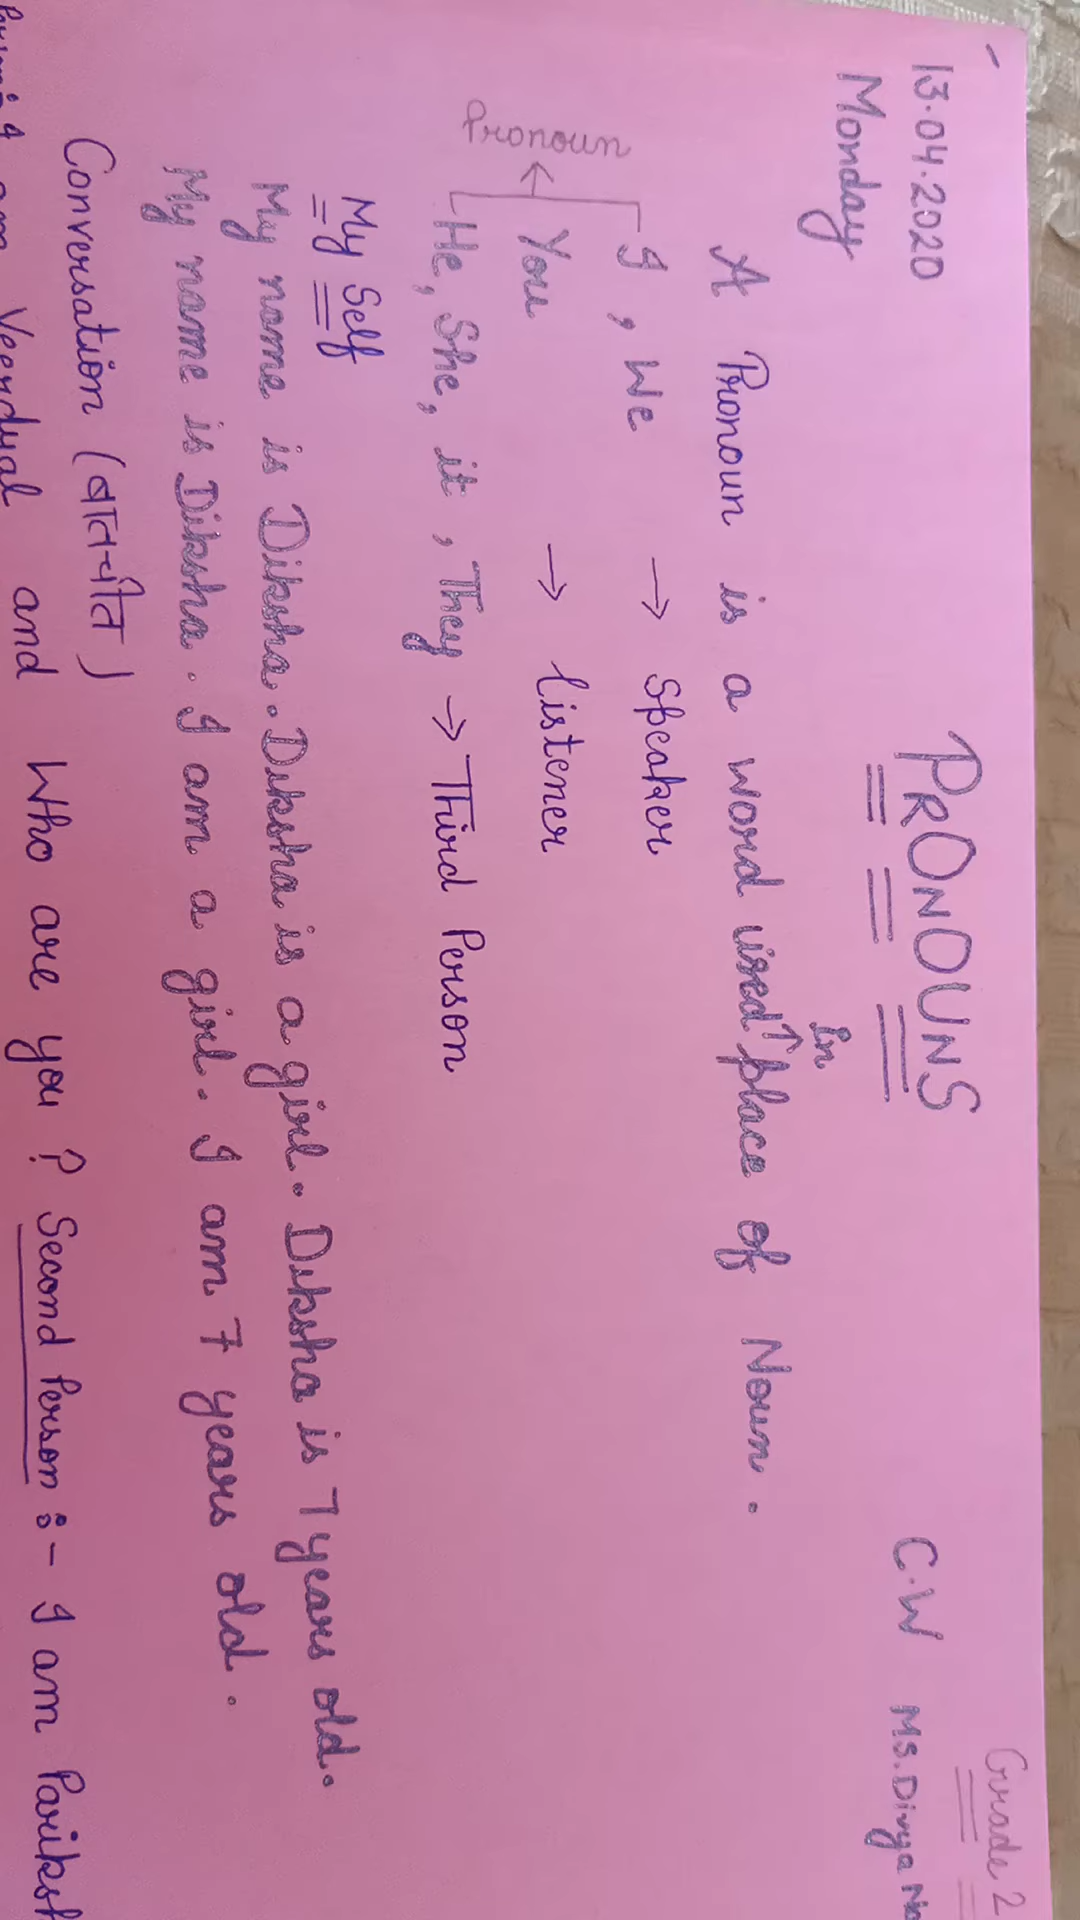 Grade 2
13.04.2020 PRONOUNS C.W Ms. Divya
Monday
In
A Pronoun is a word used ^ place of Noun.
I, We → Speaker
Pronoun ← You → listener
He, She, it, They → Third Person
My Self
My name is Diksha. Diksha is a girl. Diksha is 7 years old.
My name is Diksha. I am a girl. I am 7 years old.
Conversation (बातचीत)
I am Veerdyal and Who are you? Second Person :- I am